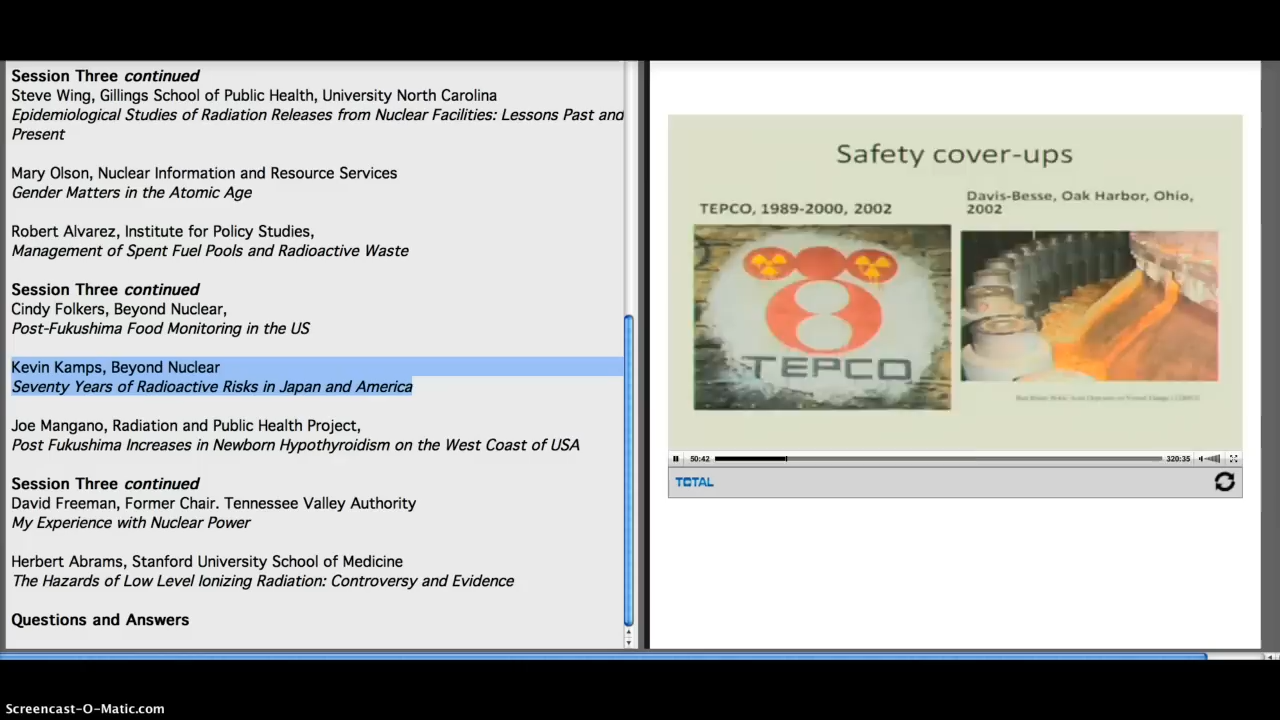 Session Three continued
Steve Wing, Gillings School of Public Health, University North Carolina
Epidemiological Studies of Radiation Releases from Nuclear Facilities: Lessons Past and
Present
Mary Olson, Nuclear Information and Resource Services
Gender Matters in the Atomic Age
Robert Alvarez, Institute for Policy Studies,
Management of Spent Fuel Pools and Radioactive Waste
Session Three continued
Cindy Folkers, Beyond Nuclear,
Post-Fukushima Food Monitoring in the US
Kevin Kamps, Beyond Nuclear
Seventy Years of Radioactive Risks in Japan and America
Joe Mangano, Radiation and Public Health Project,
Post Fukushima Increases in Newborn Hypothyroidism on the West Coast of USA
Session Three continued
David Freeman, Former Chair. Tennessee Valley Authority
My Experience with Nuclear Power
Herbert Abrams, Stanford University School of Medicine
The Hazards of Low Level Ionizing Radiation: Controversy and Evidence
Questions and Answers
Safety cover-ups
TEPCO, 1989-2000, 2002
Davis-Besse, Oak Harbor, Ohio,
2002
TEPCO
50:42
320:35
TOTAL
Screencast-O-Matic.com